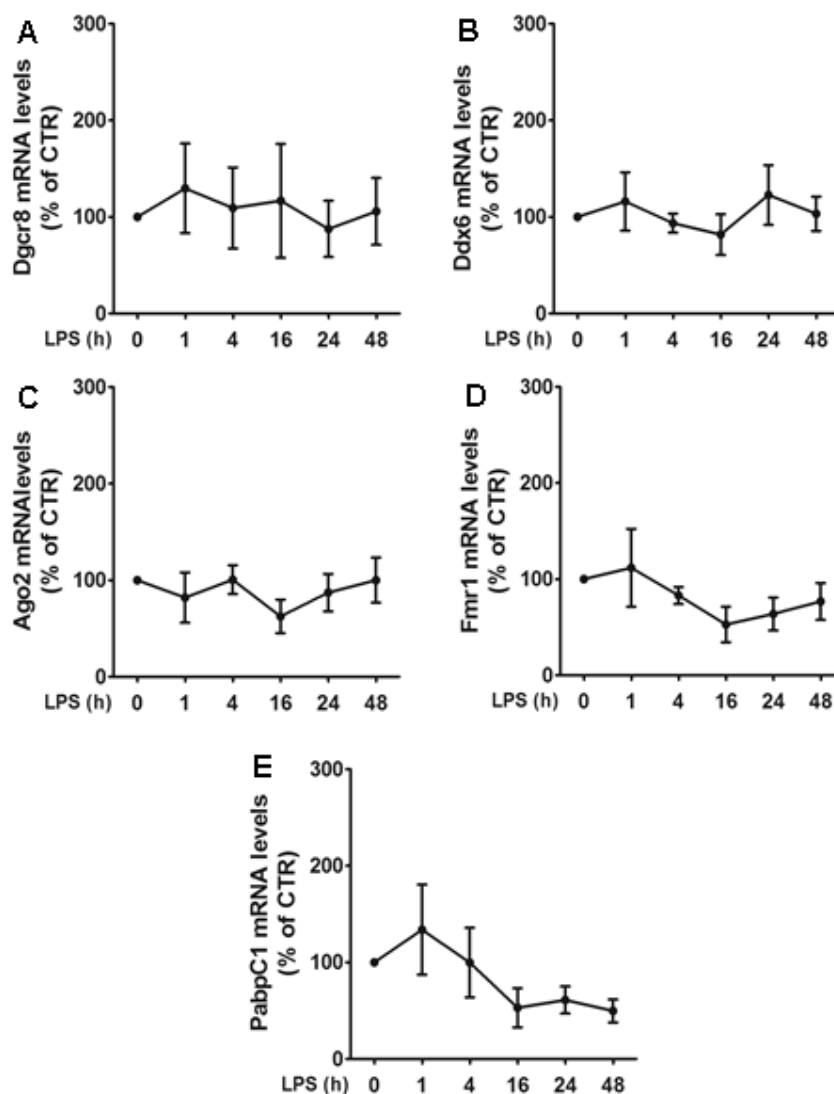 A
Dgcr8 mRNA levels
(% of CTR)
300
200
100
0
LPS (h) 0 1 4 16 24 48
B
Ddx6 mRNA levels
(% of CTR)
300
200
100
0
LPS (h) 0 1 4 16 24 48
C
Ago2 mRNAlevels
(% of CTR)
300
200
100
0
LPS (h) 0 1 4 16 24 48
D
Fmr1 mRNA levels
(% of CTR)
300
200
100
0
LPS (h) 0 1 4 16 24 48
E
PabpC1 mRNA levels
(% of CTR)
300
200
100
0
LPS (h) 0 1 4 16 24 48